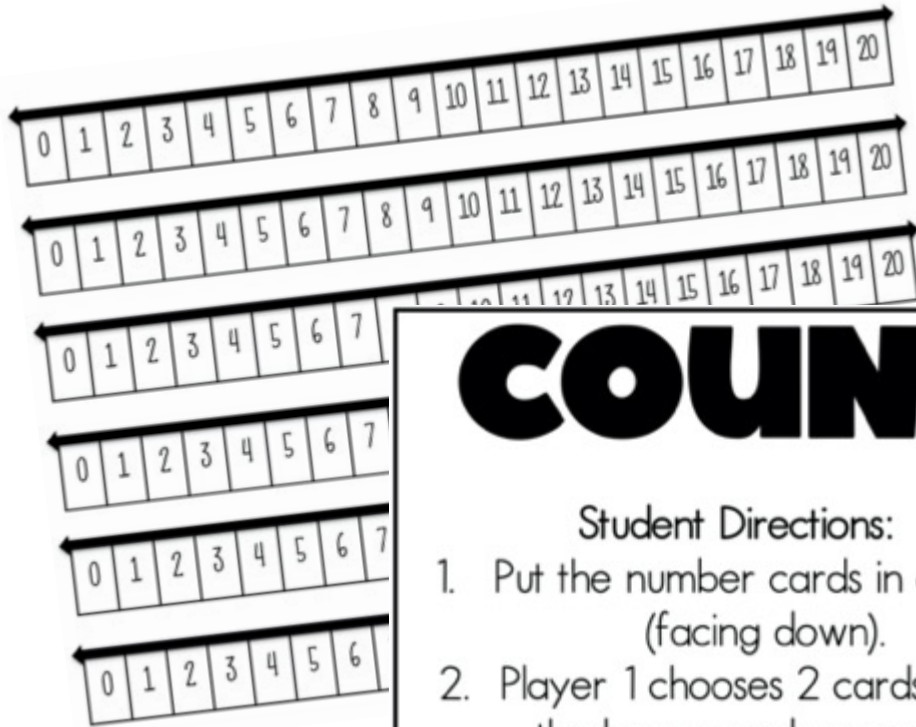 0 1 2 3 4 5 6 7 8 9 10 11 12 13 14 15 16 17 18 19 20
0 1 2 3 4 5 6 7 8 9 10 11 12 13 14 15 16 17 18 19 20
0 1 2 3 4 5 6 7 10 11 12 13 14 15 16 17 18 19 20
0 1 2 3 4 5 6 7
0 1 2 3 4 5 6 7
0 1 2 3 4 5 6
COUN
Student Directions:
1. Put the number cards in
(facing down).
2. Player 1 chooses 2 cards